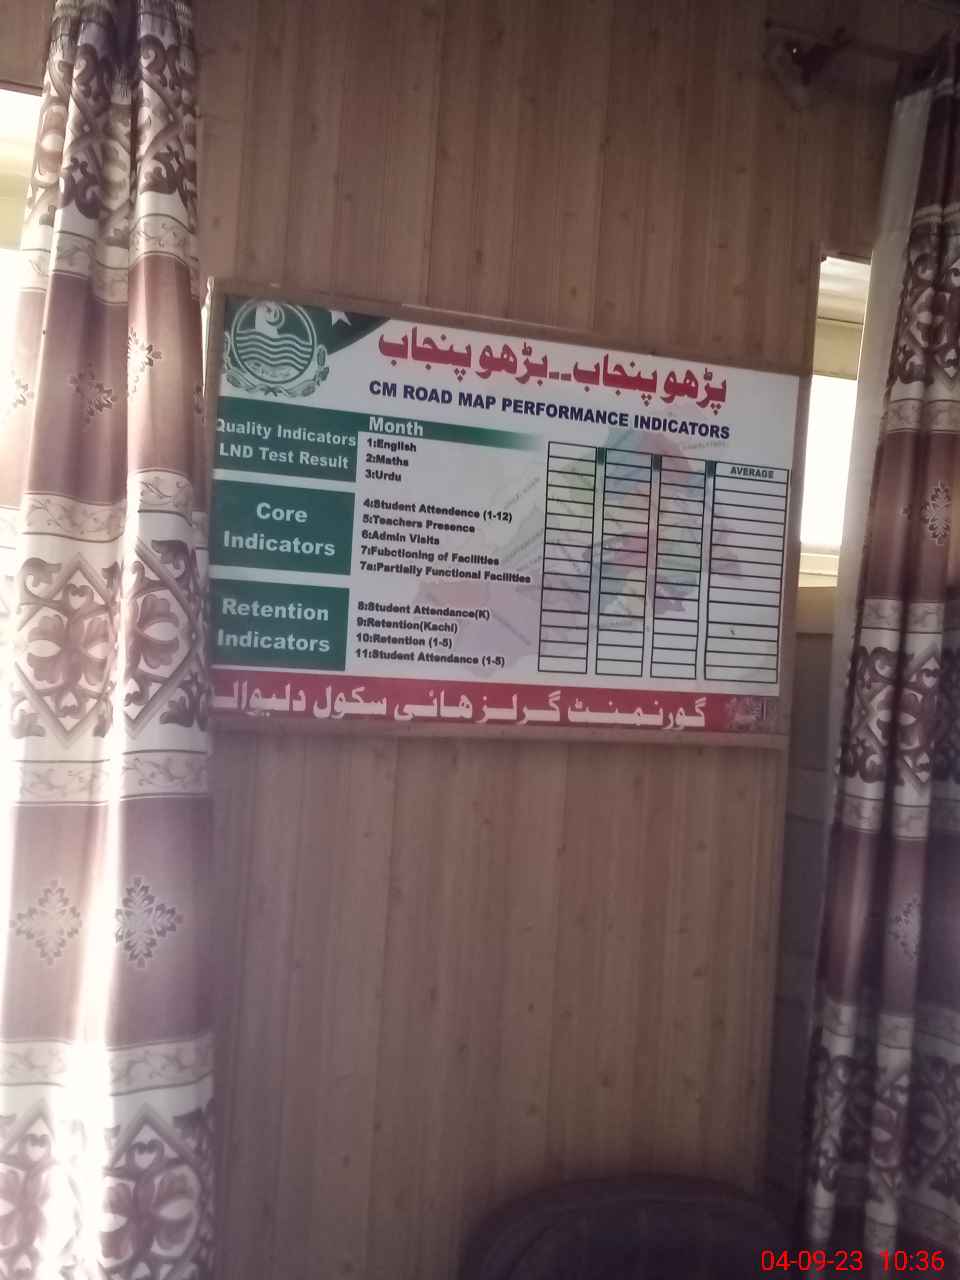 پڑھو پنجاب__بڑھو پنجاب
CM ROAD MAP PERFORMANCE INDICATORS
Quality Indicators
LND Test Result
Month
1:English
2:Maths
3:Urdu
AVERAGE
Core
Indicators
4:Student Attendence (1-12)
5:Teachers Presence
6:Admin Visits
7:Fubctioning of Facilities
7a:Partially Functional Facilities
Retention
Indicators
8:Student Attendance(K)
9:Retention(Kachi)
10:Retention (1-5)
11:Student Attendance (1-5)
گورنمنٹ گرلز ھائی سکول دلیوالہ
04-09-23 10:36